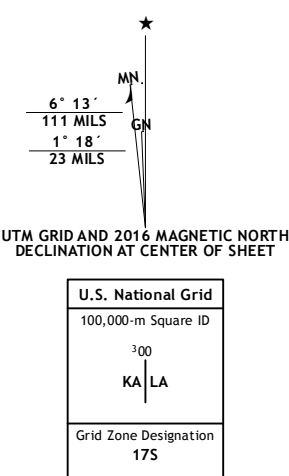 ★
MN.
6° 13´
111 MILS
GN
1° 18´
23 MILS
UTM GRID AND 2016 MAGNETIC NORTH
DECLINATION AT CENTER OF SHEET
U.S. National Grid
100,000-m Square ID
³00
KA LA
Grid Zone Designation
17S